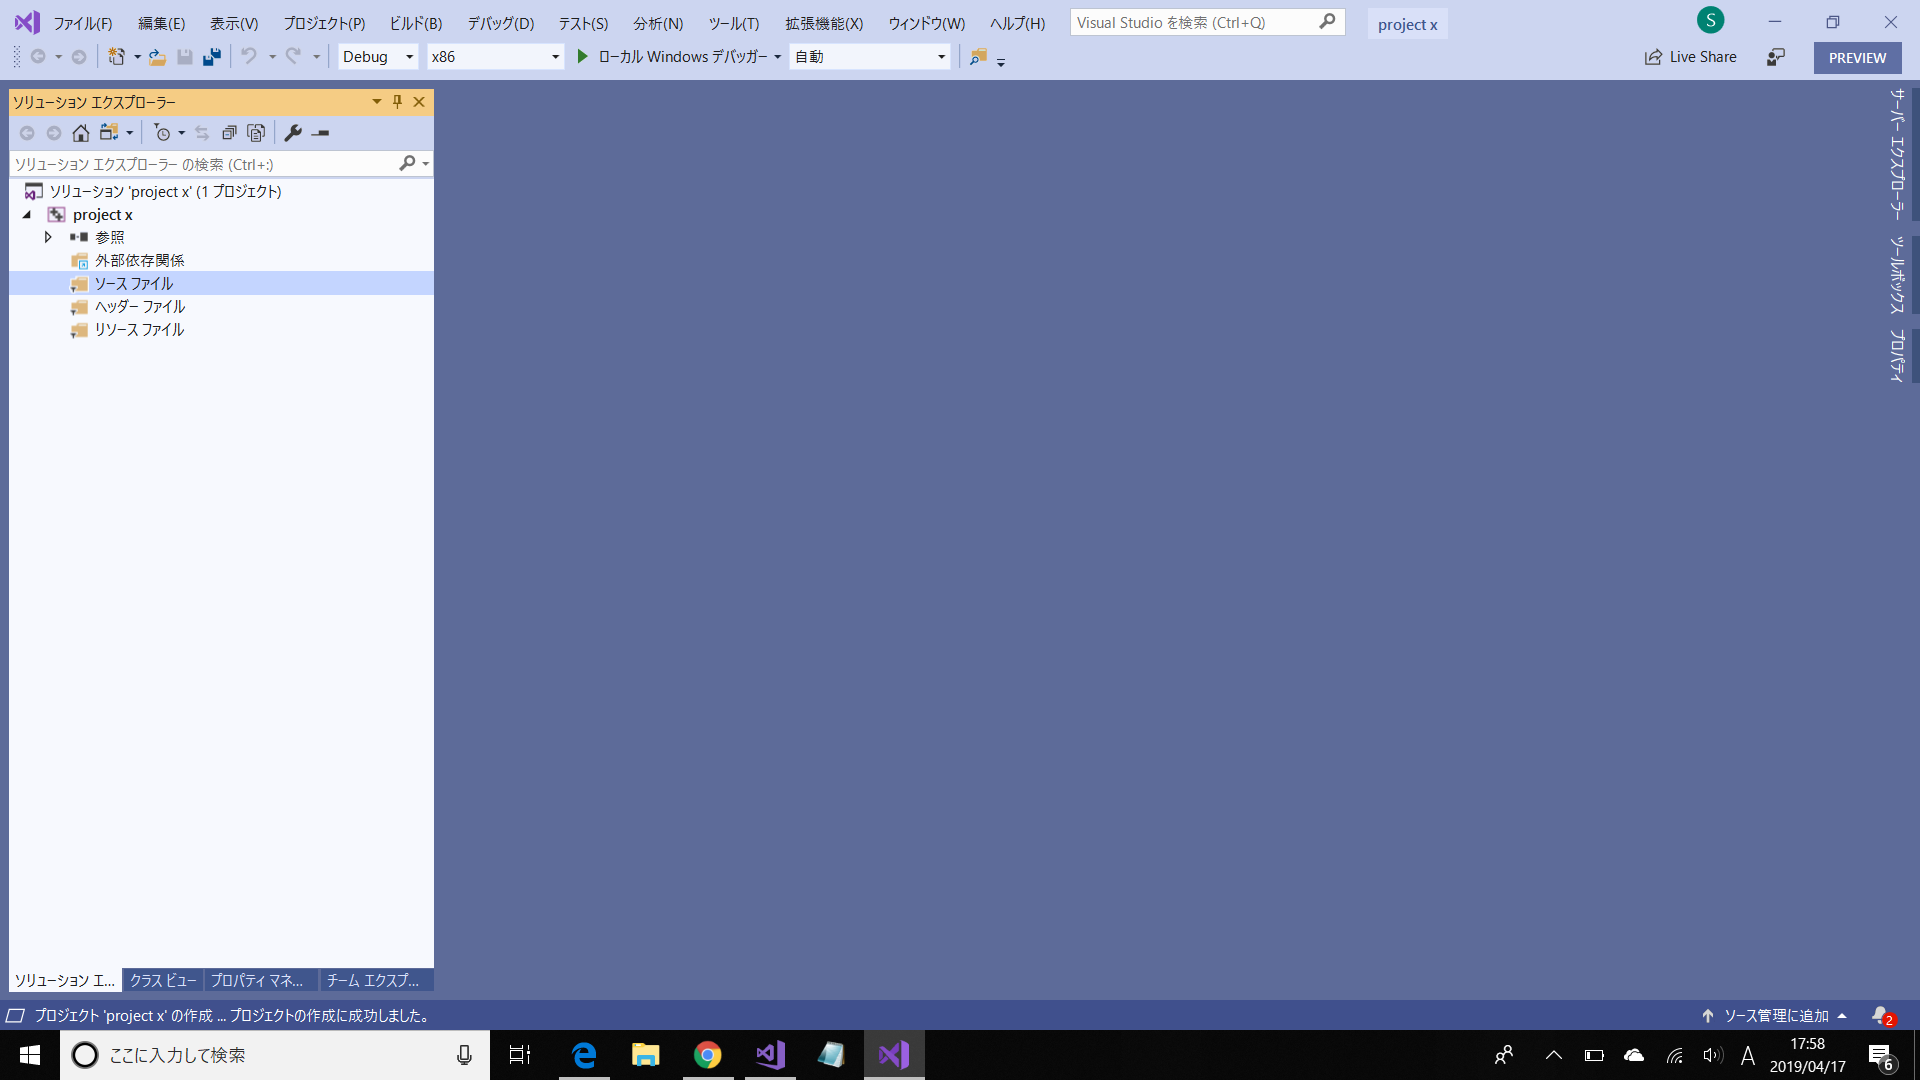 ファイル(F) 編集(E) 表示(V) プロジェクト(P) ビルド(B) デバッグ(D) テスト(S) 分析(N) ツール(T) 拡張機能(X) ウィンドウ(W) ヘルプ(H) Visual Studio を検索 (Ctrl+Q) project x S
Debug x86 ローカル Windows デバッガー 自動 Live Share PREVIEW
ソリューション エクスプローラー
ソリューション エクスプローラー の検索 (Ctrl+:)
ソリューション 'project x' (1 プロジェクト)
project x
参照
外部依存関係
ソース ファイル
ヘッダー ファイル
リソース ファイル
サーバー エクスプローラー
ツールボックス
プロパティ
ソリューション エ... クラス ビュー プロパティ マネ... チーム エクスプ...
プロジェクト 'project x' の作成 ... プロジェクトの作成に成功しました。 ソース管理に追加 2
ここに入力して検索 A 17:58
2019/04/17 6